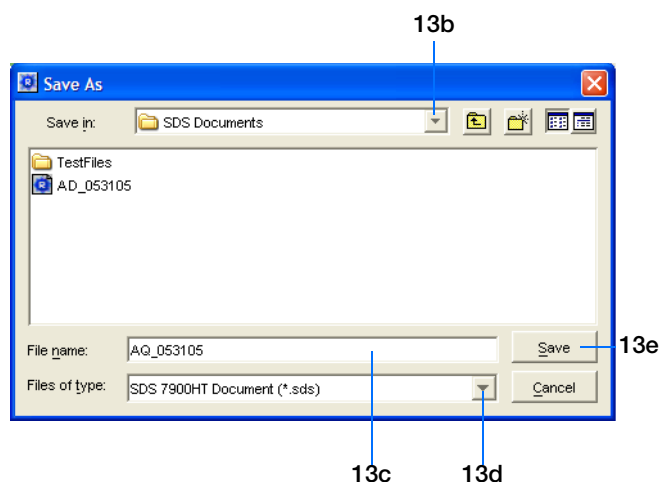 13b
Save As
Save in: SDS Documents
TestFiles
AD_053105
File name: AQ_053105 Save 13e
Files of type: SDS 7900HT Document (*.sds) Cancel
13c 13d